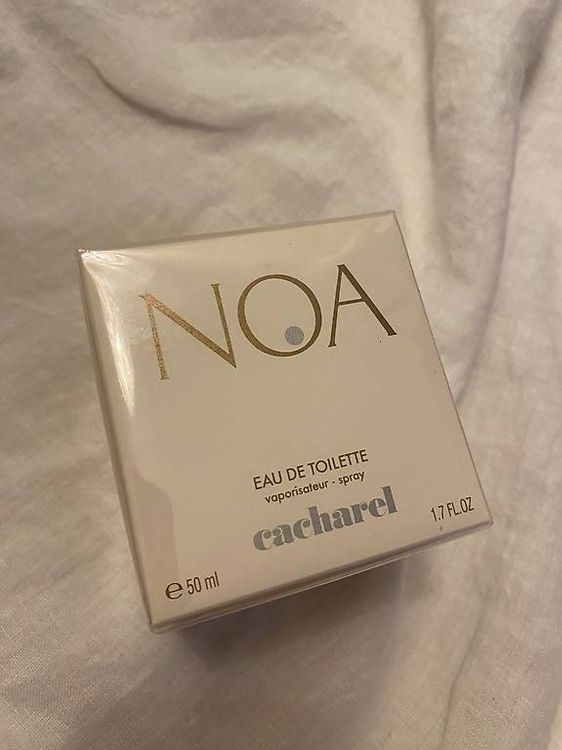 NOA
EAU DE TOILETTE
vaporisateur - spray
cacharel
℮ 50 ml
1.7 FL.OZ